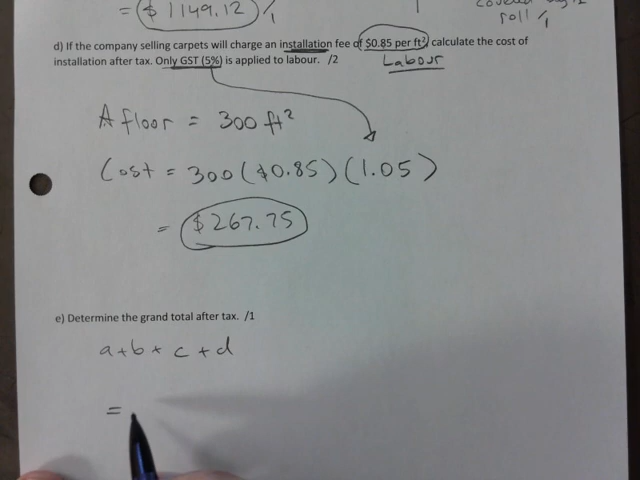 = $1149.12 /1
roll /1
d) If the company selling carpets will charge an installation fee of $0.85 per ft², calculate the cost of
installation after tax. Only GST (5%) is applied to labour. /2
Labour
A floor = 300 ft²
Cost = 300($0.85)(1.05)
= $267.75
e) Determine the grand total after tax. /1
a+b+c+d
=